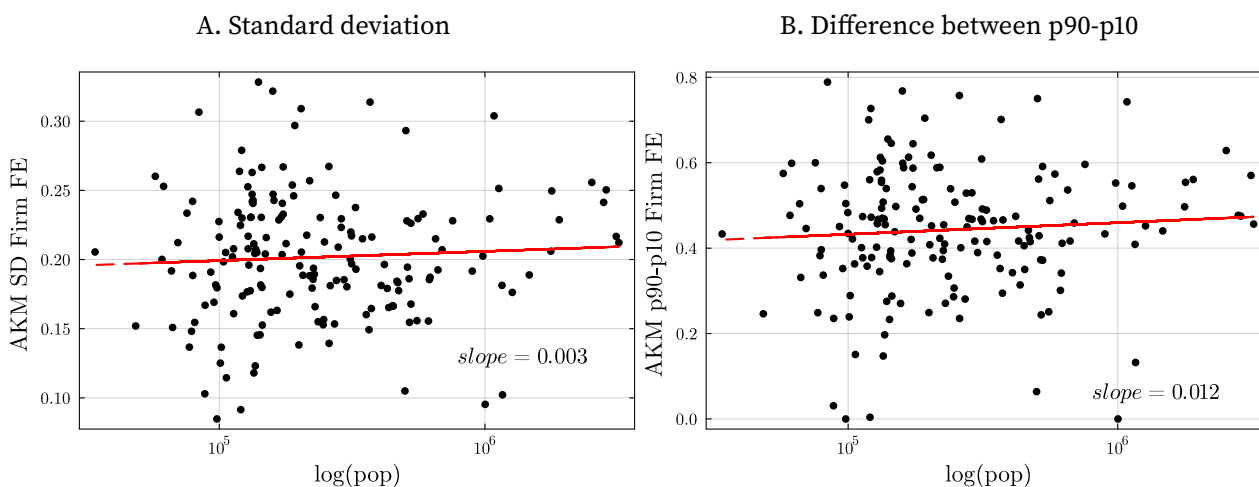 A. Standard deviation
AKM SD Firm FE
0.30
0.25
0.20
0.15
0.10
slope = 0.003
10^5
10^6
log(pop)
B. Difference between p90-p10
AKM p90-p10 Firm FE
0.8
0.6
0.4
0.2
0.0
slope = 0.012
10^5
10^6
log(pop)